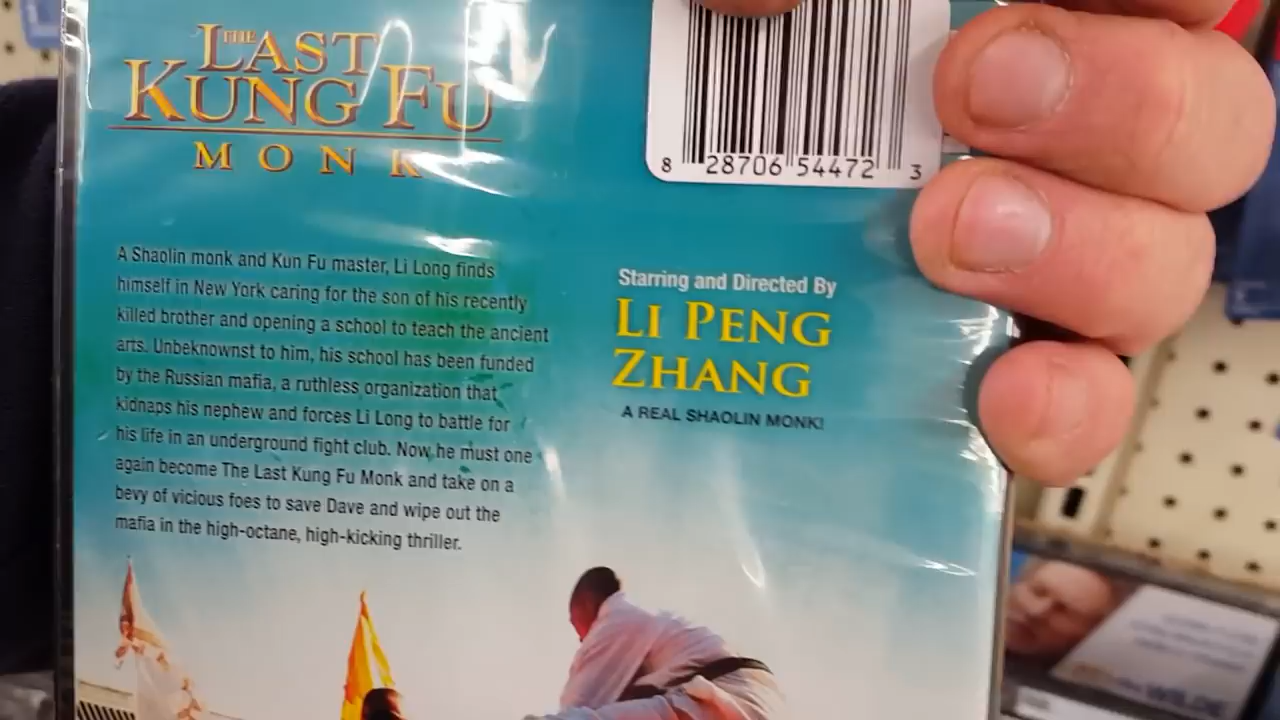 THE LAST
KUNG FU
MONK
8 28706 54472 3
A Shaolin monk and Kun Fu master, Li Long finds
himself in New York caring for the son of his recently
killed brother and opening a school to teach the ancient
arts. Unbeknownst to him, his school has been funded
by the Russian mafia, a ruthless organization that
kidnaps his nephew and forces Li Long to battle for
his life in an underground fight club. Now he must one
again become The Last Kung Fu Monk and take on a
bevy of vicious foes to save Dave and wipe out the
mafia in the high-octane, high-kicking thriller.
Starring and Directed By
LI PENG
ZHANG
A REAL SHAOLIN MONK!